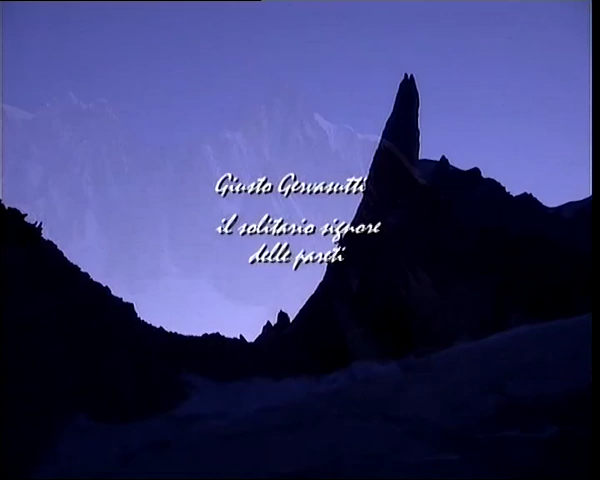 Giusto Gervasutti
il solitario signore
delle pareti